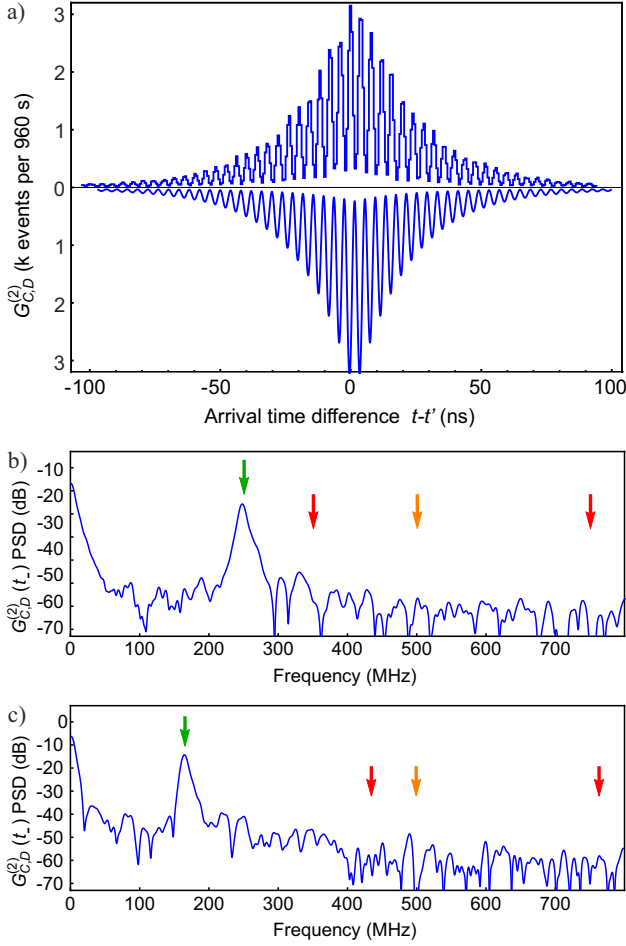 a)
3
2
1
0
1
2
3
G^{(2)}_{C,D} (k events per 960 s)
-100 -50 0 50 100
Arrival time difference t-t' (ns)
b)
-10
-20
-30
-40
-50
-60
-70
G^{(2)}_{C,D} (t_-) PSD (dB)
0 100 200 300 400 500 600 700
Frequency (MHz)
c)
0
-10
-20
-30
-40
-50
-60
-70
G^{(2)}_{C,D} (t_-) PSD (dB)
0 100 200 300 400 500 600 700
Frequency (MHz)